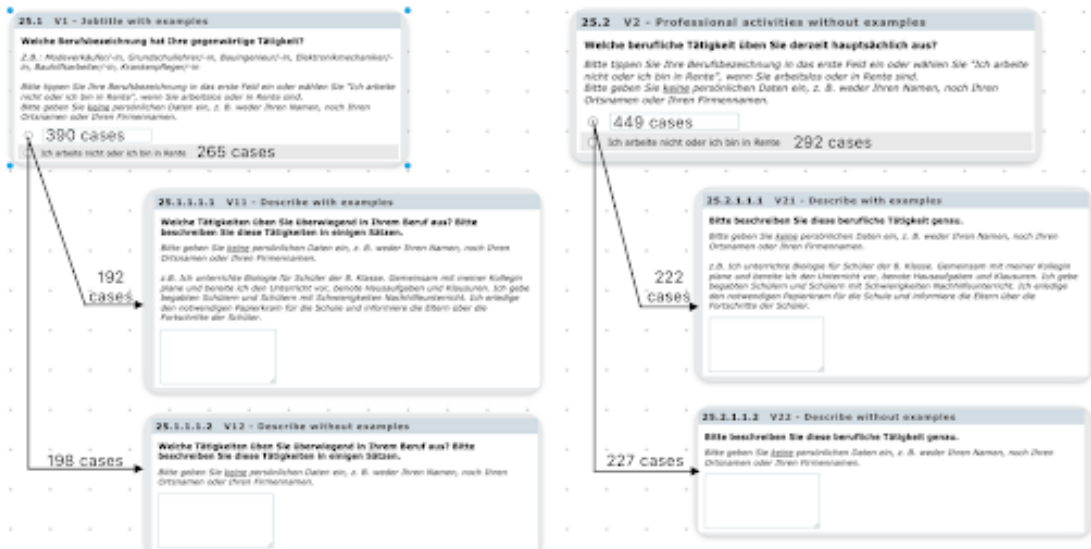 25.1 V1 - Jobtitle with examples
Welche Berufsbezeichnung hat Ihre gegenwärtige Tätigkeit?
z.B.: Modeverkäufer/-in, Grundschullehrer/-in, Bauingenieur/-in, Elektronikmechaniker/-
in, Bauhilfsarbeiter/-in, Krankenpfleger/-in
Bitte tippen Sie Ihre Berufsbezeichnung in das erste Feld ein oder wählen Sie "Ich arbeite
nicht oder ich bin in Rente", wenn Sie arbeitslos oder in Rente sind.
Bitte geben Sie keine persönlichen Daten ein, z. B. weder Ihren Namen, noch Ihren
Ortsnamen oder Ihren Firmennamen.
390 cases
Ich arbeite nicht oder ich bin in Rente 265 cases
25.1.1.1.1 V11 - Describe with examples
Welche Tätigkeiten üben Sie überwiegend in Ihrem Beruf aus? Bitte
beschreiben Sie diese Tätigkeiten in einigen Sätzen.
Bitte geben Sie keine persönlichen Daten ein, z. B. weder Ihren Namen, noch Ihren
Ortsnamen oder Ihren Firmennamen.
z.B. Ich unterrichte Biologie für Schüler der 8. Klasse. Gemeinsam mit meiner Kollegin
plane und bereite ich den Unterricht vor, benote Hausaufgaben und Klausuren. Ich gebe
begabten Schülern und Schülern mit Schwierigkeiten Nachhilfeunterricht. Ich erledige
den notwendigen Papierkram für die Schule und informiere die Eltern über die
Fortschritte der Schüler.
192
cases
25.1.1.1.2 V12 - Describe without examples
Welche Tätigkeiten üben Sie überwiegend in Ihrem Beruf aus? Bitte
beschreiben Sie diese Tätigkeiten in einigen Sätzen.
Bitte geben Sie keine persönlichen Daten ein, z. B. weder Ihren Namen, noch Ihren
Ortsnamen oder Ihren Firmennamen.
198 cases
25.2 V2 - Professional activities without examples
Welche berufliche Tätigkeit üben Sie derzeit hauptsächlich aus?
Bitte tippen Sie Ihre Berufsbezeichnung in das erste Feld ein oder wählen Sie "Ich arbeite
nicht oder ich bin in Rente", wenn Sie arbeitslos oder in Rente sind.
Bitte geben Sie keine persönlichen Daten ein, z. B. weder Ihren Namen, noch Ihren
Ortsnamen oder Ihren Firmennamen.
449 cases
Ich arbeite nicht oder ich bin in Rente 292 cases
25.2.1.1.1 V21 - Describe with examples
Bitte beschreiben Sie diese berufliche Tätigkeit genau.
Bitte geben Sie keine persönlichen Daten ein, z. B. weder Ihren Namen, noch Ihren
Ortsnamen oder Ihren Firmennamen.
z.B. Ich unterrichte Biologie für Schüler der 8. Klasse. Gemeinsam mit meiner Kollegin
plane und bereite ich den Unterricht vor, benote Hausaufgaben und Klausuren. Ich gebe
begabten Schülern und Schülern mit Schwierigkeiten Nachhilfeunterricht. Ich erledige
den notwendigen Papierkram für die Schule und informiere die Eltern über die
Fortschritte der Schüler.
222
cases
25.2.1.1.2 V22 - Describe without examples
Bitte beschreiben Sie diese berufliche Tätigkeit genau.
Bitte geben Sie keine persönlichen Daten ein, z. B. weder Ihren Namen, noch Ihren
Ortsnamen oder Ihren Firmennamen.
227 cases